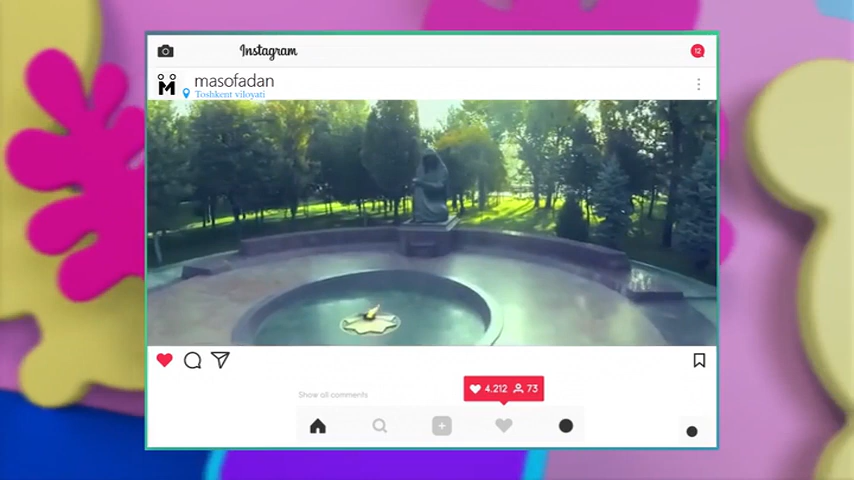 Instagram
12
M
masofadan
Toshkent viloyati
4.212 73
Show all comments